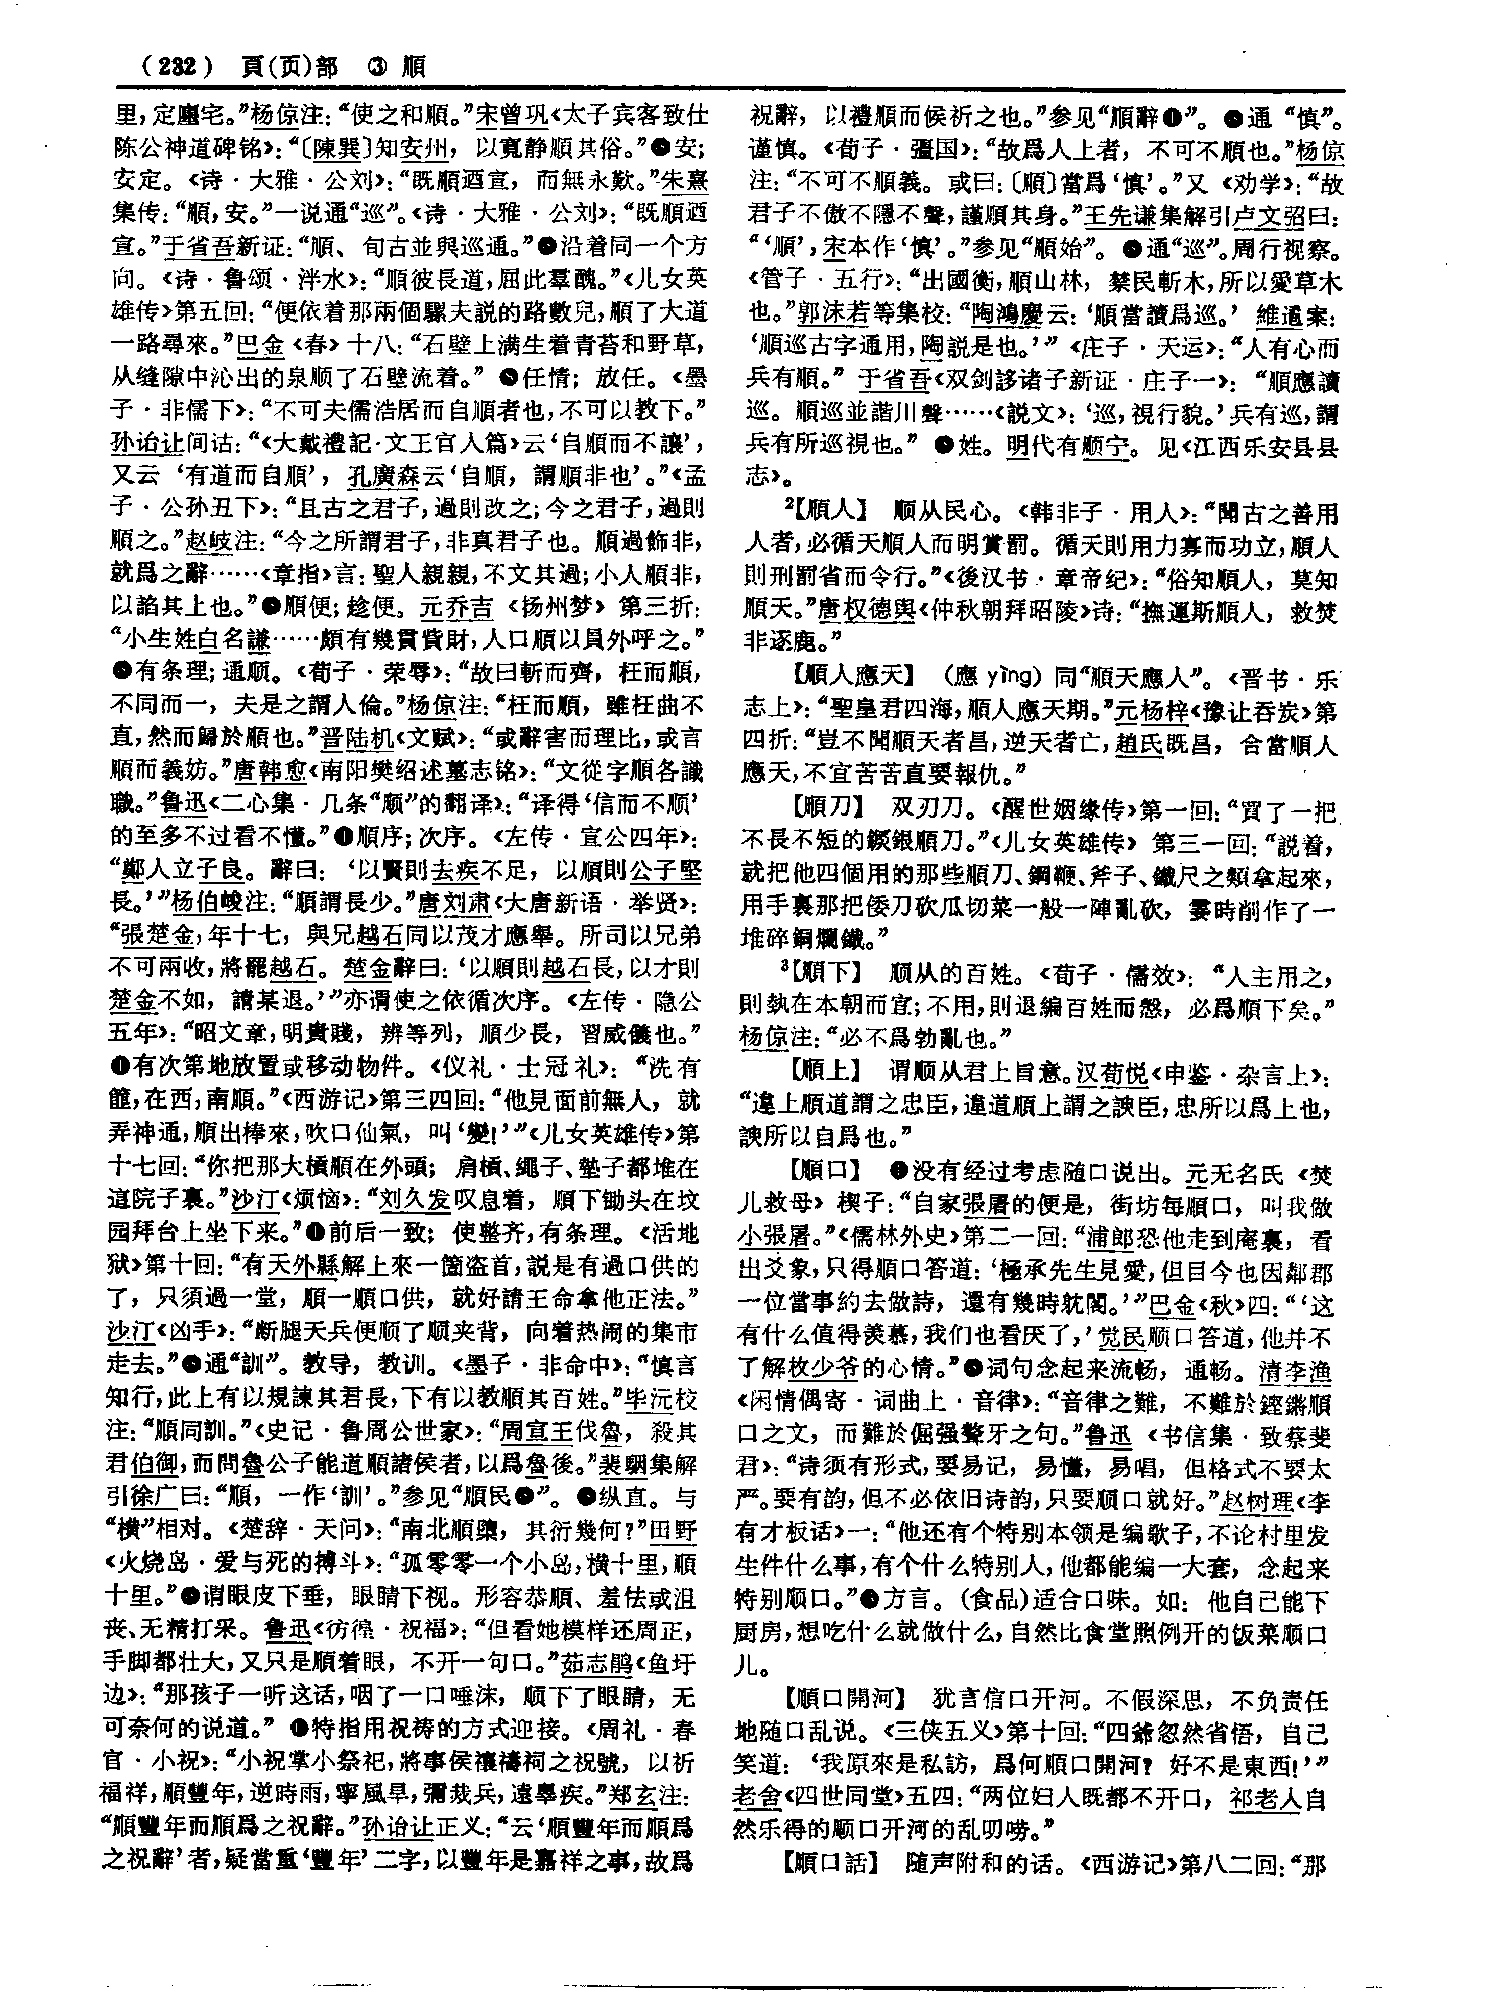 (232) 頁(页)部 ③ 順
里，定廛宅。”杨倞注：“使之和順。”宋曾巩《太子宾客致仕
陈公神道碑铭》：“〔陳巽〕知安州，以寬静順其俗。”●安；
安定。《诗·大雅·公刘》：“既順迺宣，而無永歎。”朱熹
集传：“順，安。”一说通“巡”。《诗·大雅·公刘》：“既順迺
宣。”于省吾新证：“順、旬古並與巡通。”●沿着同一个方
向。《诗·鲁颂·泮水》：“順彼長道，屈此羣醜。”《儿女英
雄传》第五回：“便依着那兩個騾夫説的路數兒，順了大道
一路尋來。”巴金《春》十八：“石壁上满生着青苔和野草，
从缝隙中沁出的泉顺了石壁流着。”●任情；放任。《墨
子·非儒下》：“不可夫儒浩居而自順者也，不可以教下。”
孙诒让间诂：“《大戴禮記·文王官人篇》云‘自順而不讓’，
又云‘有道而自順’，孔廣森云‘自順，謂順非也’。”《孟
子·公孙丑下》：“且古之君子，過則改之；今之君子，過則
順之。”赵岐注：“今之所謂君子，非真君子也。順過飾非，
就爲之辭……《章指》言：聖人親親，不文其過；小人順非，
以諂其上也。”●順便；趁便。元乔吉《扬州梦》第三折：
“小生姓白名謙……頗有幾貫貲財，人口順以員外呼之。”
●有条理；通顺。《荀子·荣辱》：“故曰斬而齊，枉而順，
不同而一，夫是之謂人倫。”杨倞注：“枉而順，雖枉曲不
直，然而歸於順也。”晋陆机《文赋》：“或辭害而理比，或言
順而義妨。”唐韩愈《南阳樊绍述墓志铭》：“文從字順各識
職。”鲁迅《二心集·几条“顺”的翻译》：“译得‘信而不顺’
的至多不过看不懂。”●順序；次序。《左传·宣公四年》：
“鄭人立子良。辭曰：‘以賢則去疾不足，以順則公子堅
長。’”杨伯峻注：“順謂長少。”唐刘肃《大唐新语·举贤》：
“張楚金，年十七，與兄越石同以茂才應舉。所司以兄弟
不可兩收，將罷越石。楚金辭曰：‘以順則越石長，以才則
楚金不如，請某退。’”亦谓使之依循次序。《左传·隐公
五年》：“昭文章，明貴賤，辨等列，順少長，習威儀也。”
●有次第地放置或移动物件。《仪礼·士冠礼》：“洗有
篚，在西，南順。”《西游记》第三四回：“他見面前無人，就
弄神通，順出棒來，吹口仙氣，叫‘變！’”《儿女英雄传》第
十七回：“你把那大槓順在外頭；肩槓、繩子、墊子都堆在
這院子裏。”沙汀《烦恼》：“刘久发叹息着，顺下锄头在坟
园拜台上坐下来。”●前后一致；使整齐，有条理。《活地
狱》第十回：“有天外縣解上來一箇盗首，説是有過口供的
了，只須過一堂，順一順口供，就好請王命拿他正法。”
沙汀《凶手》：“断腿天兵便顺了顺夹背，向着热闹的集市
走去。”●通“訓”。教导，教训。《墨子·非命中》：“慎言
知行，此上有以規諫其君長，下有以教順其百姓。”毕沅校
注：“順同訓。”《史记·鲁周公世家》：“周宣王伐魯，殺其
君伯御，而問魯公子能道順諸侯者，以爲魯後。”裴駰集解
引徐广曰：“順，一作‘訓’。”参见“順民●”。●纵直。与
“横”相对。《楚辞·天问》：“南北順橢，其衍幾何？”田野
《火烧岛·爱与死的搏斗》：“孤零零一个小岛，横十里，順
十里。”●谓眼皮下垂，眼睛下视。形容恭順、羞怯或沮
丧、无精打采。鲁迅《彷徨·祝福》：“但看她模样还周正，
手脚都壮大，又只是順着眼，不开一句口。”茹志鹃《鱼圩
边》：“那孩子一听这话，咽了一口唾沫，顺下了眼睛，无
可奈何的说道。”●特指用祝祷的方式迎接。《周礼·春
官·小祝》：“小祝掌小祭祀，將事侯禳禱祠之祝號，以祈
福祥，順豐年，逆時雨，寧風旱，彌烖兵，遠辠疾。”郑玄注：
“順豐年而順爲之祝辭。”孙诒让正义：“云‘順豐年而順爲
之祝辭’者，疑當重‘豐年’二字，以豐年是嘉祥之事，故爲
祝辭，以禮順而候祈之也。”参见“順辭❶”。●通“慎”。
谨慎。《荀子·彊国》：“故爲人上者，不可不順也。”杨倞
注：“不可不順義。或曰：〔順〕當爲‘慎’。”又《劝学》：“故
君子不傲不隱不瞽，謹順其身。”王先谦集解引卢文弨曰：
“‘順’，宋本作‘慎’。”参见“順始”。●通“巡”。周行视察。
《管子·五行》：“出國衡，順山林，禁民斬木，所以愛草木
也。”郭沫若等集校：“陶鴻慶云：‘順當讀爲巡。’維遹案：
‘順巡古字通用，陶説是也。’”《庄子·天运》：“人有心而
兵有順。”于省吾《双剑誃诸子新证·庄子一》：“順應讀
巡。順巡並諧川聲……《説文》：‘巡，視行貌。’兵有巡，謂
兵有所巡視也。”●姓。明代有顺宁。见《江西乐安县县
志》。
²【順人】 顺从民心。《韩非子·用人》：“聞古之善用
人者，必循天順人而明賞罰。循天則用力寡而功立，順人
則刑罰省而令行。”《後汉书·章帝纪》：“俗知順人，莫知
順天。”唐权德舆《仲秋朝拜昭陵》诗：“撫運斯順人，救焚
非逐鹿。”
【順人應天】 （應 yìng）同“順天應人”。《晋书·乐
志上》：“聖皇君四海，順人應天期。”元杨梓《豫让吞炭》第
四折：“豈不聞順天者昌，逆天者亡，趙氏既昌，合當順人
應天，不宜苦苦直要報仇。”
【順刀】 双刃刀。《醒世姻缘传》第一回：“買了一把
不長不短的鋄銀順刀。”《儿女英雄传》第三一回：“説着，
就把他四個用的那些順刀、鋼鞭、斧子、鐵尺之類拿起來，
用手裏那把倭刀砍瓜切菜一般一陣亂砍，霎時削作了一
堆碎銅爛鐵。”
³【順下】 顺从的百姓。《荀子·儒效》：“人主用之，
則埶在本朝而宜；不用，則退編百姓而慤，必爲順下矣。”
杨倞注：“必不爲勃亂也。”
【順上】 谓顺从君上旨意。汉荀悦《申鉴·杂言上》：
“違上順道謂之忠臣，違道順上謂之諛臣，忠所以爲上也，
諛所以自爲也。”
【順口】 ●没有经过考虑随口说出。元无名氏《焚
儿救母》楔子：“自家張屠的便是，街坊每順口，叫我做
小張屠。”《儒林外史》第二一回：“浦郎恐他走到庵裏，看
出爻象，只得順口答道：‘極承先生見愛，但目今也因鄰郡
一位當事約去做詩，還有幾時躭閣。’”巴金《秋》四：“‘这
有什么值得羡慕，我们也看厌了，’觉民顺口答道，他并不
了解枚少爷的心情。”●词句念起来流畅，通畅。清李渔
《闲情偶寄·词曲上·音律》：“音律之難，不難於鏗鏘順
口之文，而難於倔强聱牙之句。”鲁迅《书信集·致蔡斐
君》：“诗须有形式，要易记，易懂，易唱，但格式不要太
严。要有韵，但不必依旧诗韵，只要顺口就好。”赵树理《李
有才板话》一：“他还有个特别本领是编歌子，不论村里发
生件什么事，有个什么特别人，他都能编一大套，念起来
特别顺口。”●方言。（食品）适合口味。如：他自己能下
厨房，想吃什么就做什么，自然比食堂照例开的饭菜顺口
儿。
【順口開河】 犹言信口开河。不假深思，不负责任
地随口乱说。《三侠五义》第十回：“四爺忽然省悟，自己
笑道：‘我原來是私訪，爲何順口開河？好不是東西！’”
老舍《四世同堂》五四：“两位妇人既都不开口，祁老人自
然乐得的顺口开河的乱叨唠。”
【順口話】 随声附和的话。《西游记》第八二回：“那